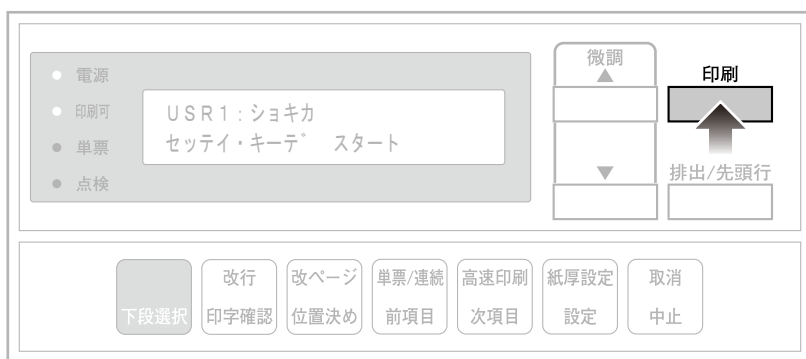 電源
印刷可
単票
点検
USR1:ショキカ
セッテイ・キーデ゛ スタート
微調
▲
▼
印刷
排出/先頭行
下段選択
改行
印字確認
改ページ
位置決め
単票/連続
前項目
高速印刷
次項目
紙厚設定
設定
取消
中止